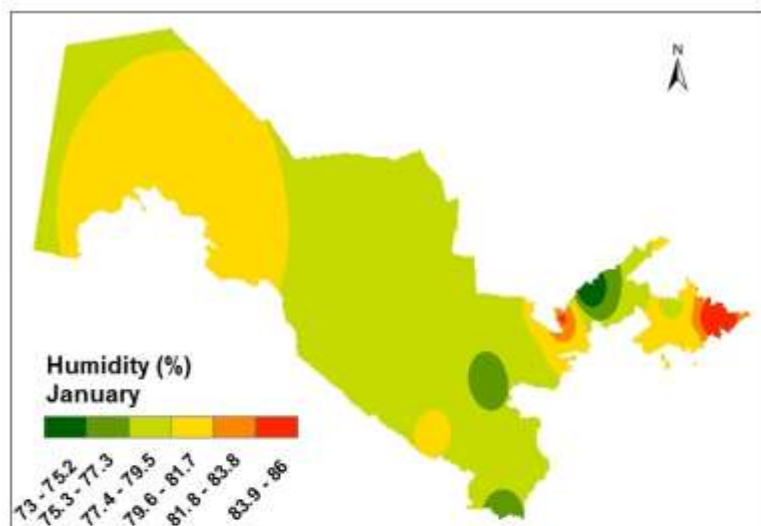 N
Humidity (%)
January
73 - 75.2
75.3 - 77.3
77.4 - 79.5
79.6 - 81.7
81.8 - 83.8
83.9 - 86